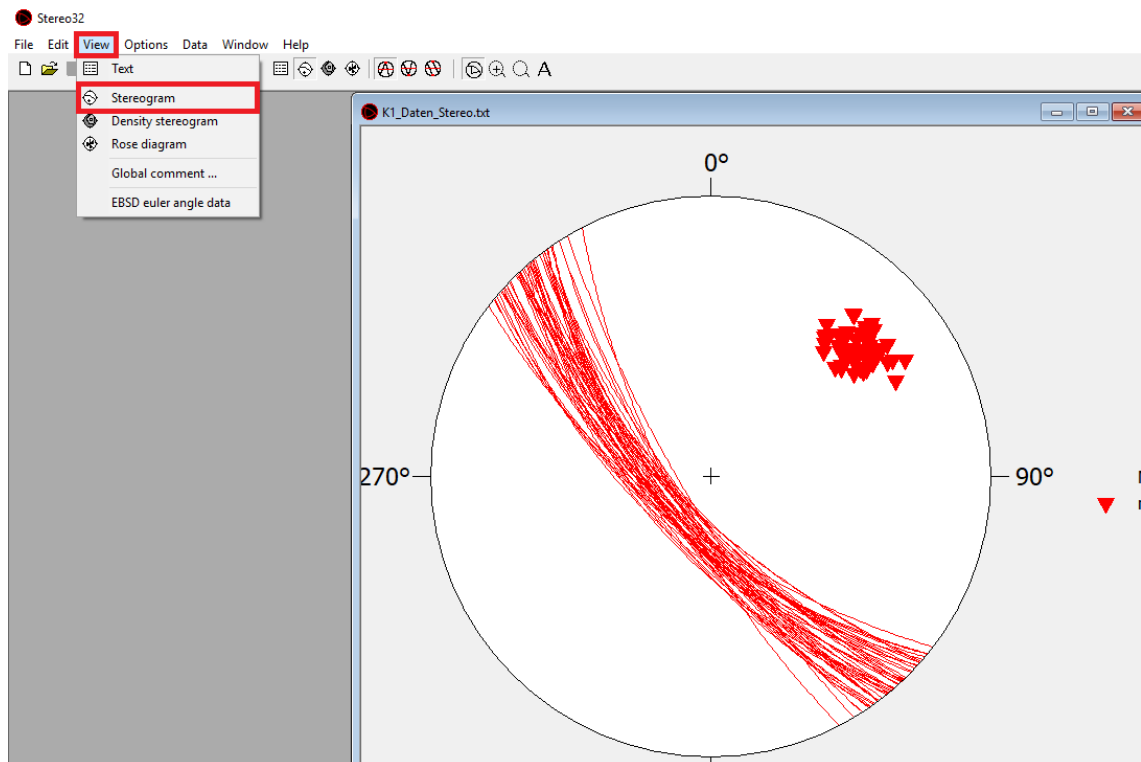 Stereo32
File Edit View Options Data Window Help
Text
Stereogram
Density stereogram
Rose diagram
Global comment ...
EBSD euler angle data
A
K1_Daten_Stereo.txt
0°
270°
90°